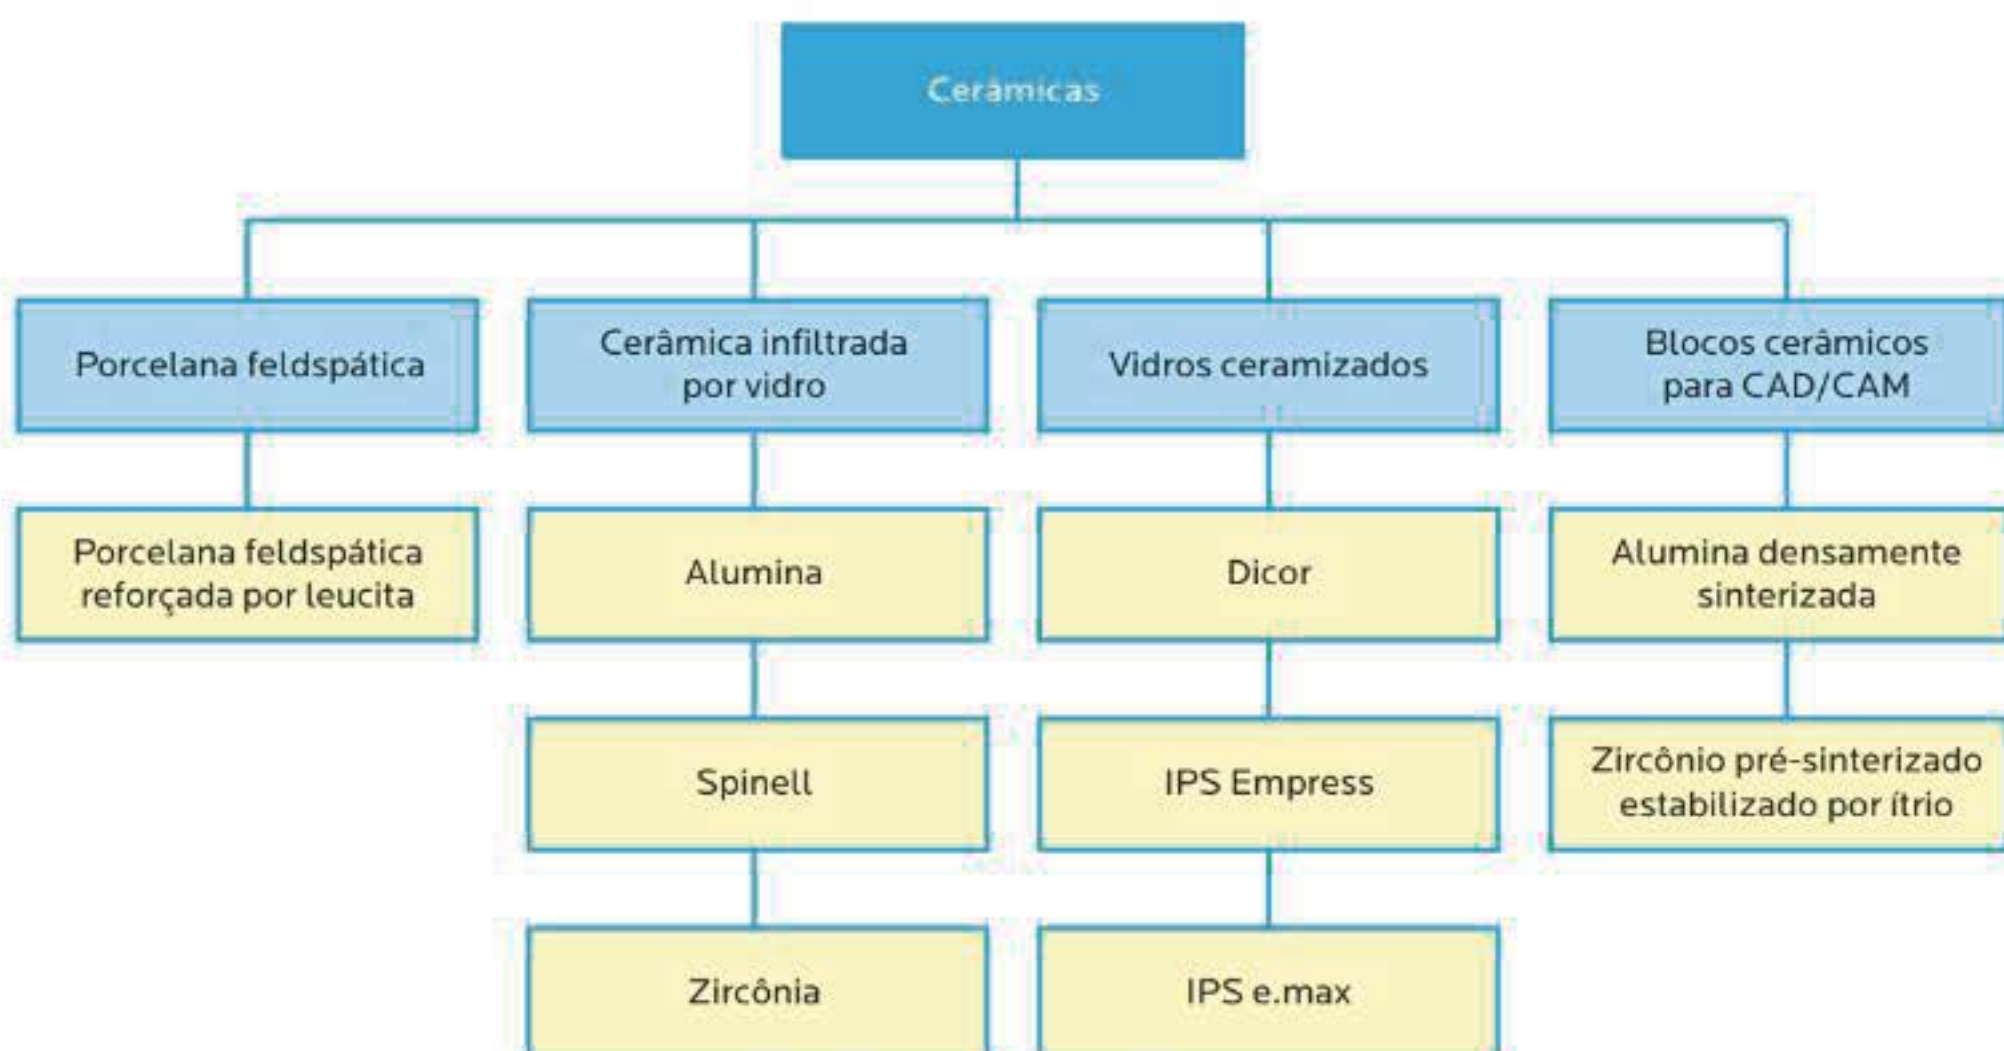 Cerâmicas
Porcelana feldspática
Cerâmica infiltrada
por vidro
Vidros ceramizados
Blocos cerâmicos
para CAD/CAM
Porcelana feldspática
reforçada por leucita
Alumina
Dicor
Alumina densamente
sinterizada
Spinell
IPS Empress
Zircônio pré-sinterizado
estabilizado por ítrio
Zircônia
IPS e.max